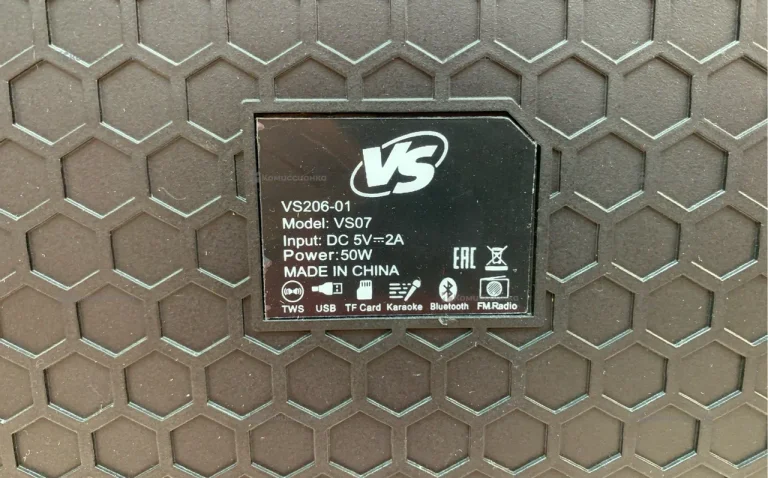 VS
КОМИССИОНКО
VS206-01
Model: VS07
Input: DC 5V⎓2A
Power:50W
MADE IN CHINA
EAC
TWS USB TF Card Karaoke Bluetooth FM.Radio